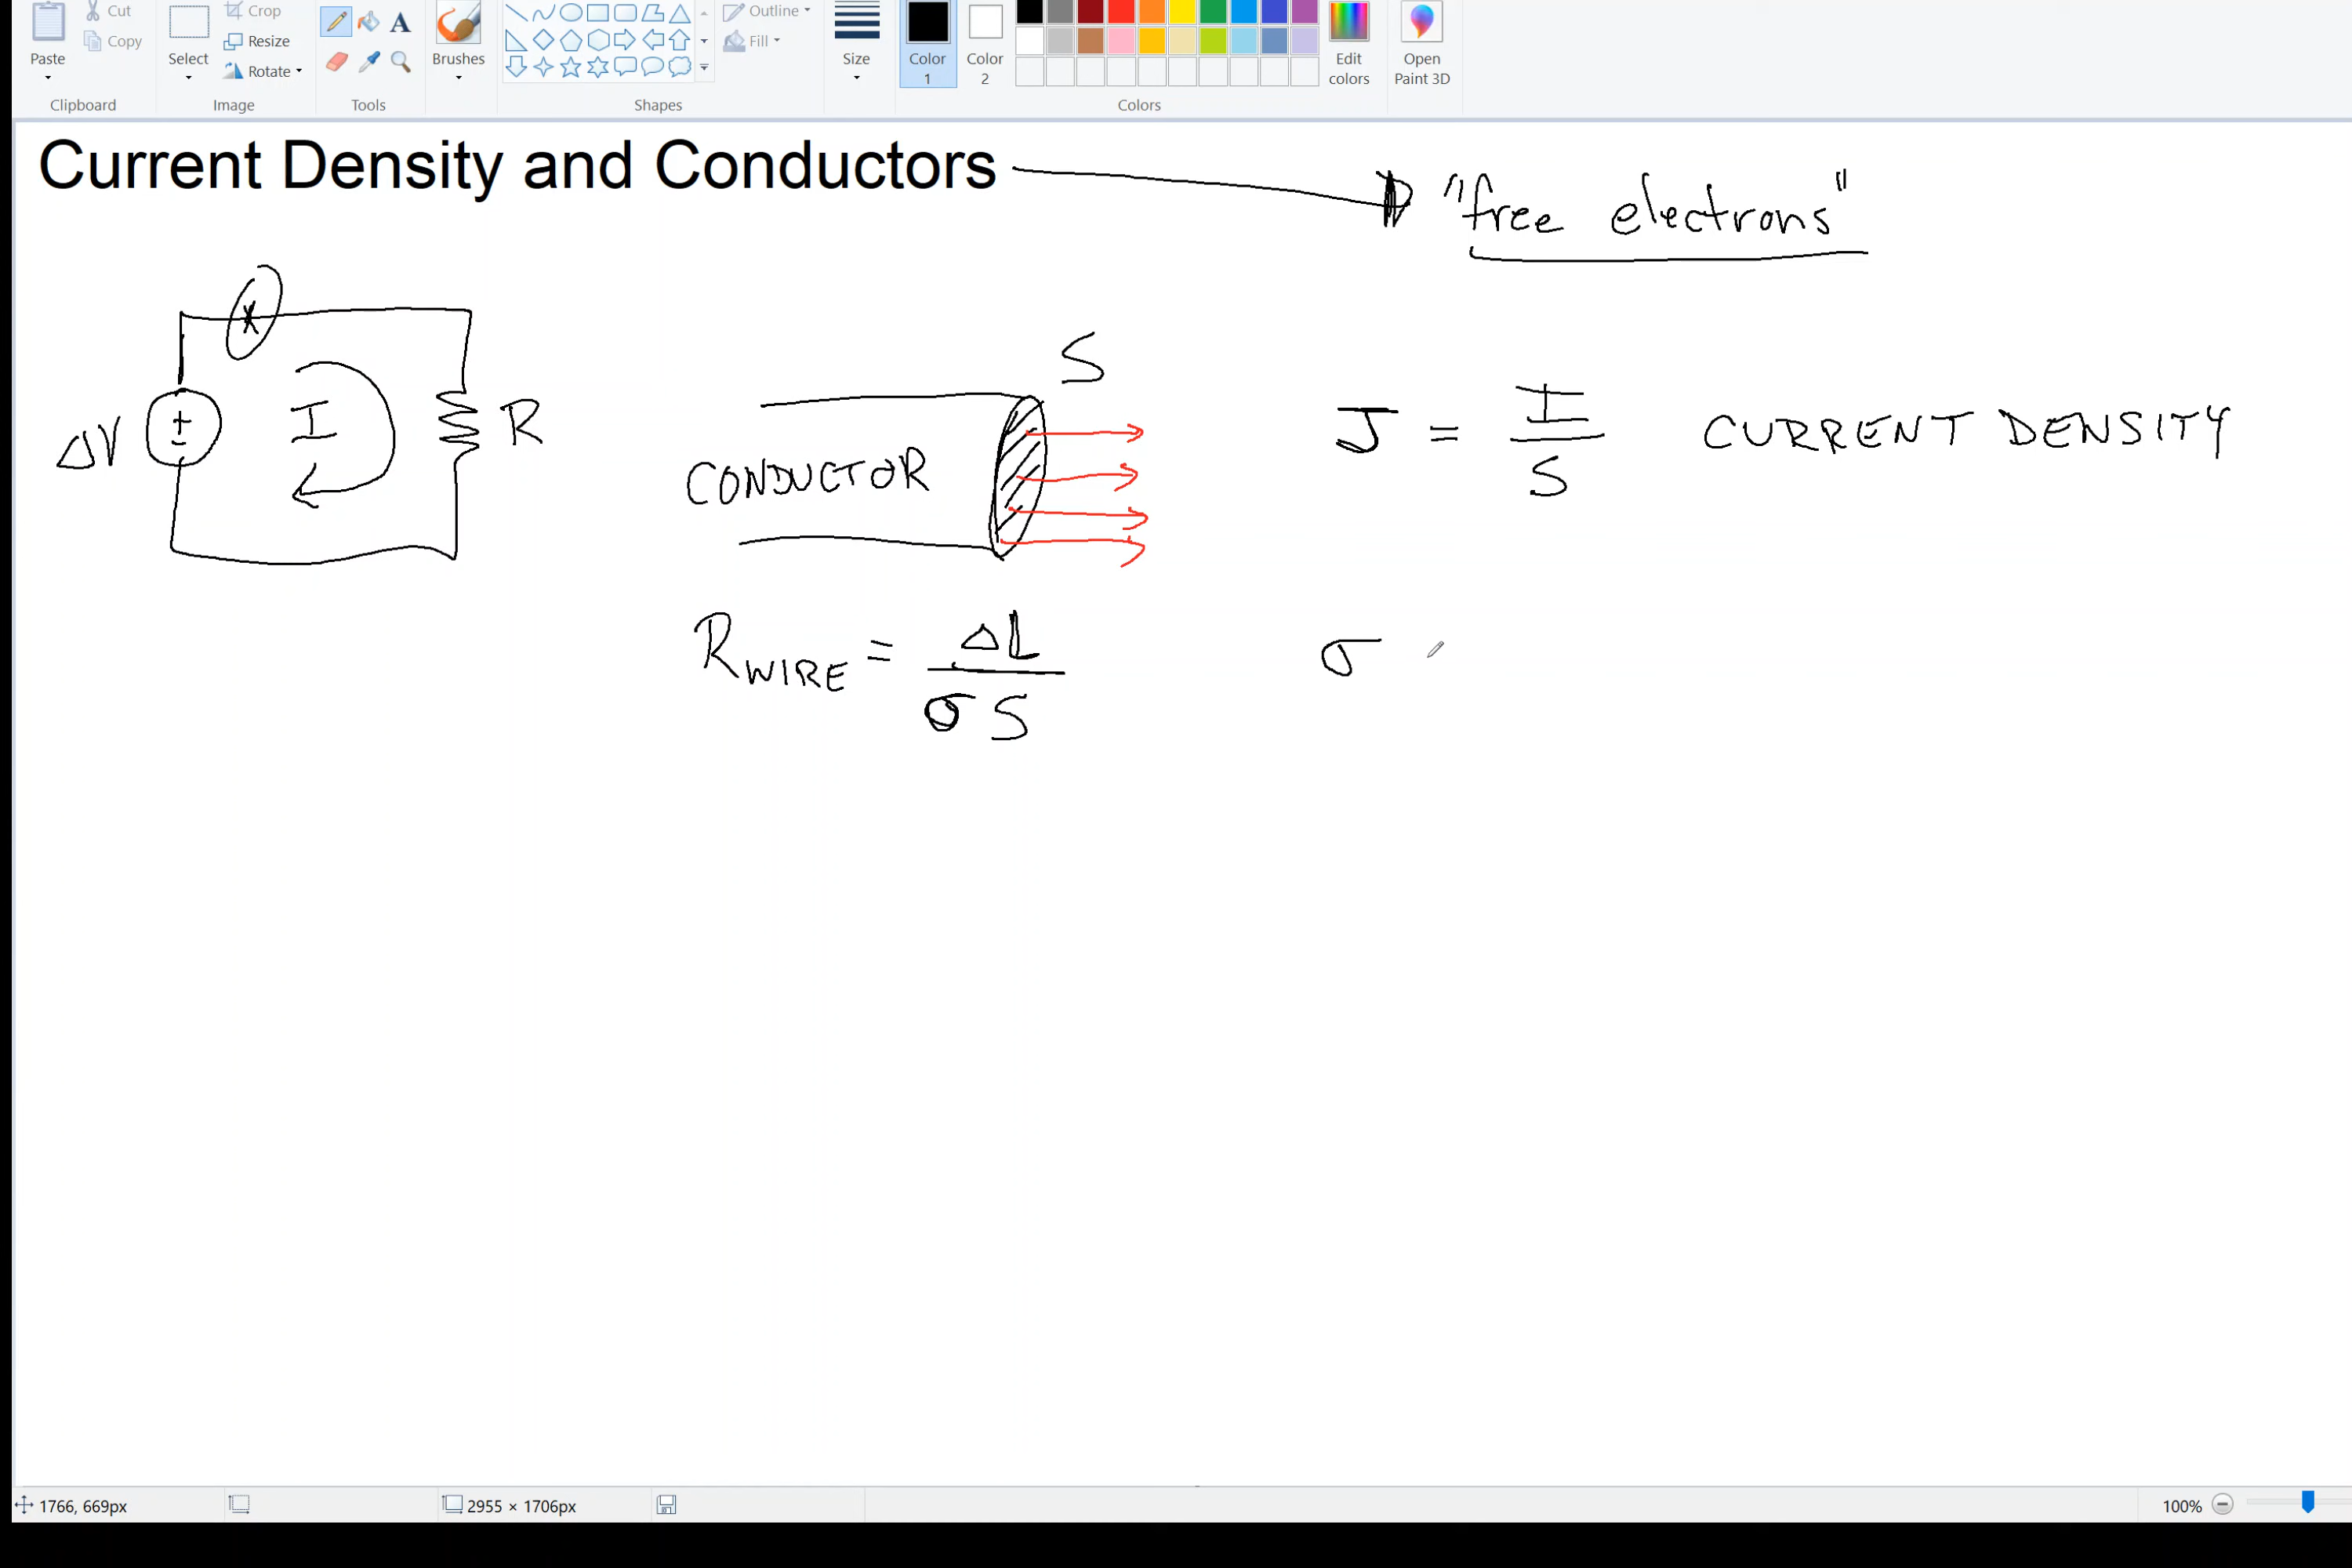 Cut
Copy
Paste
Clipboard
Select
Crop
Resize
Rotate
Image
A
Tools
Brushes
Shapes
Outline
Fill
Size
Color 1
Color 2
Colors
Edit colors
Open Paint 3D
Current Density and Conductors
"free electrons"
ΔV
+
−
I
R
x
CONDUCTOR
S
J = I / S
CURRENT DENSITY
R WIRE = ΔL / σ S
σ
1766, 669px
2955 × 1706px
100%